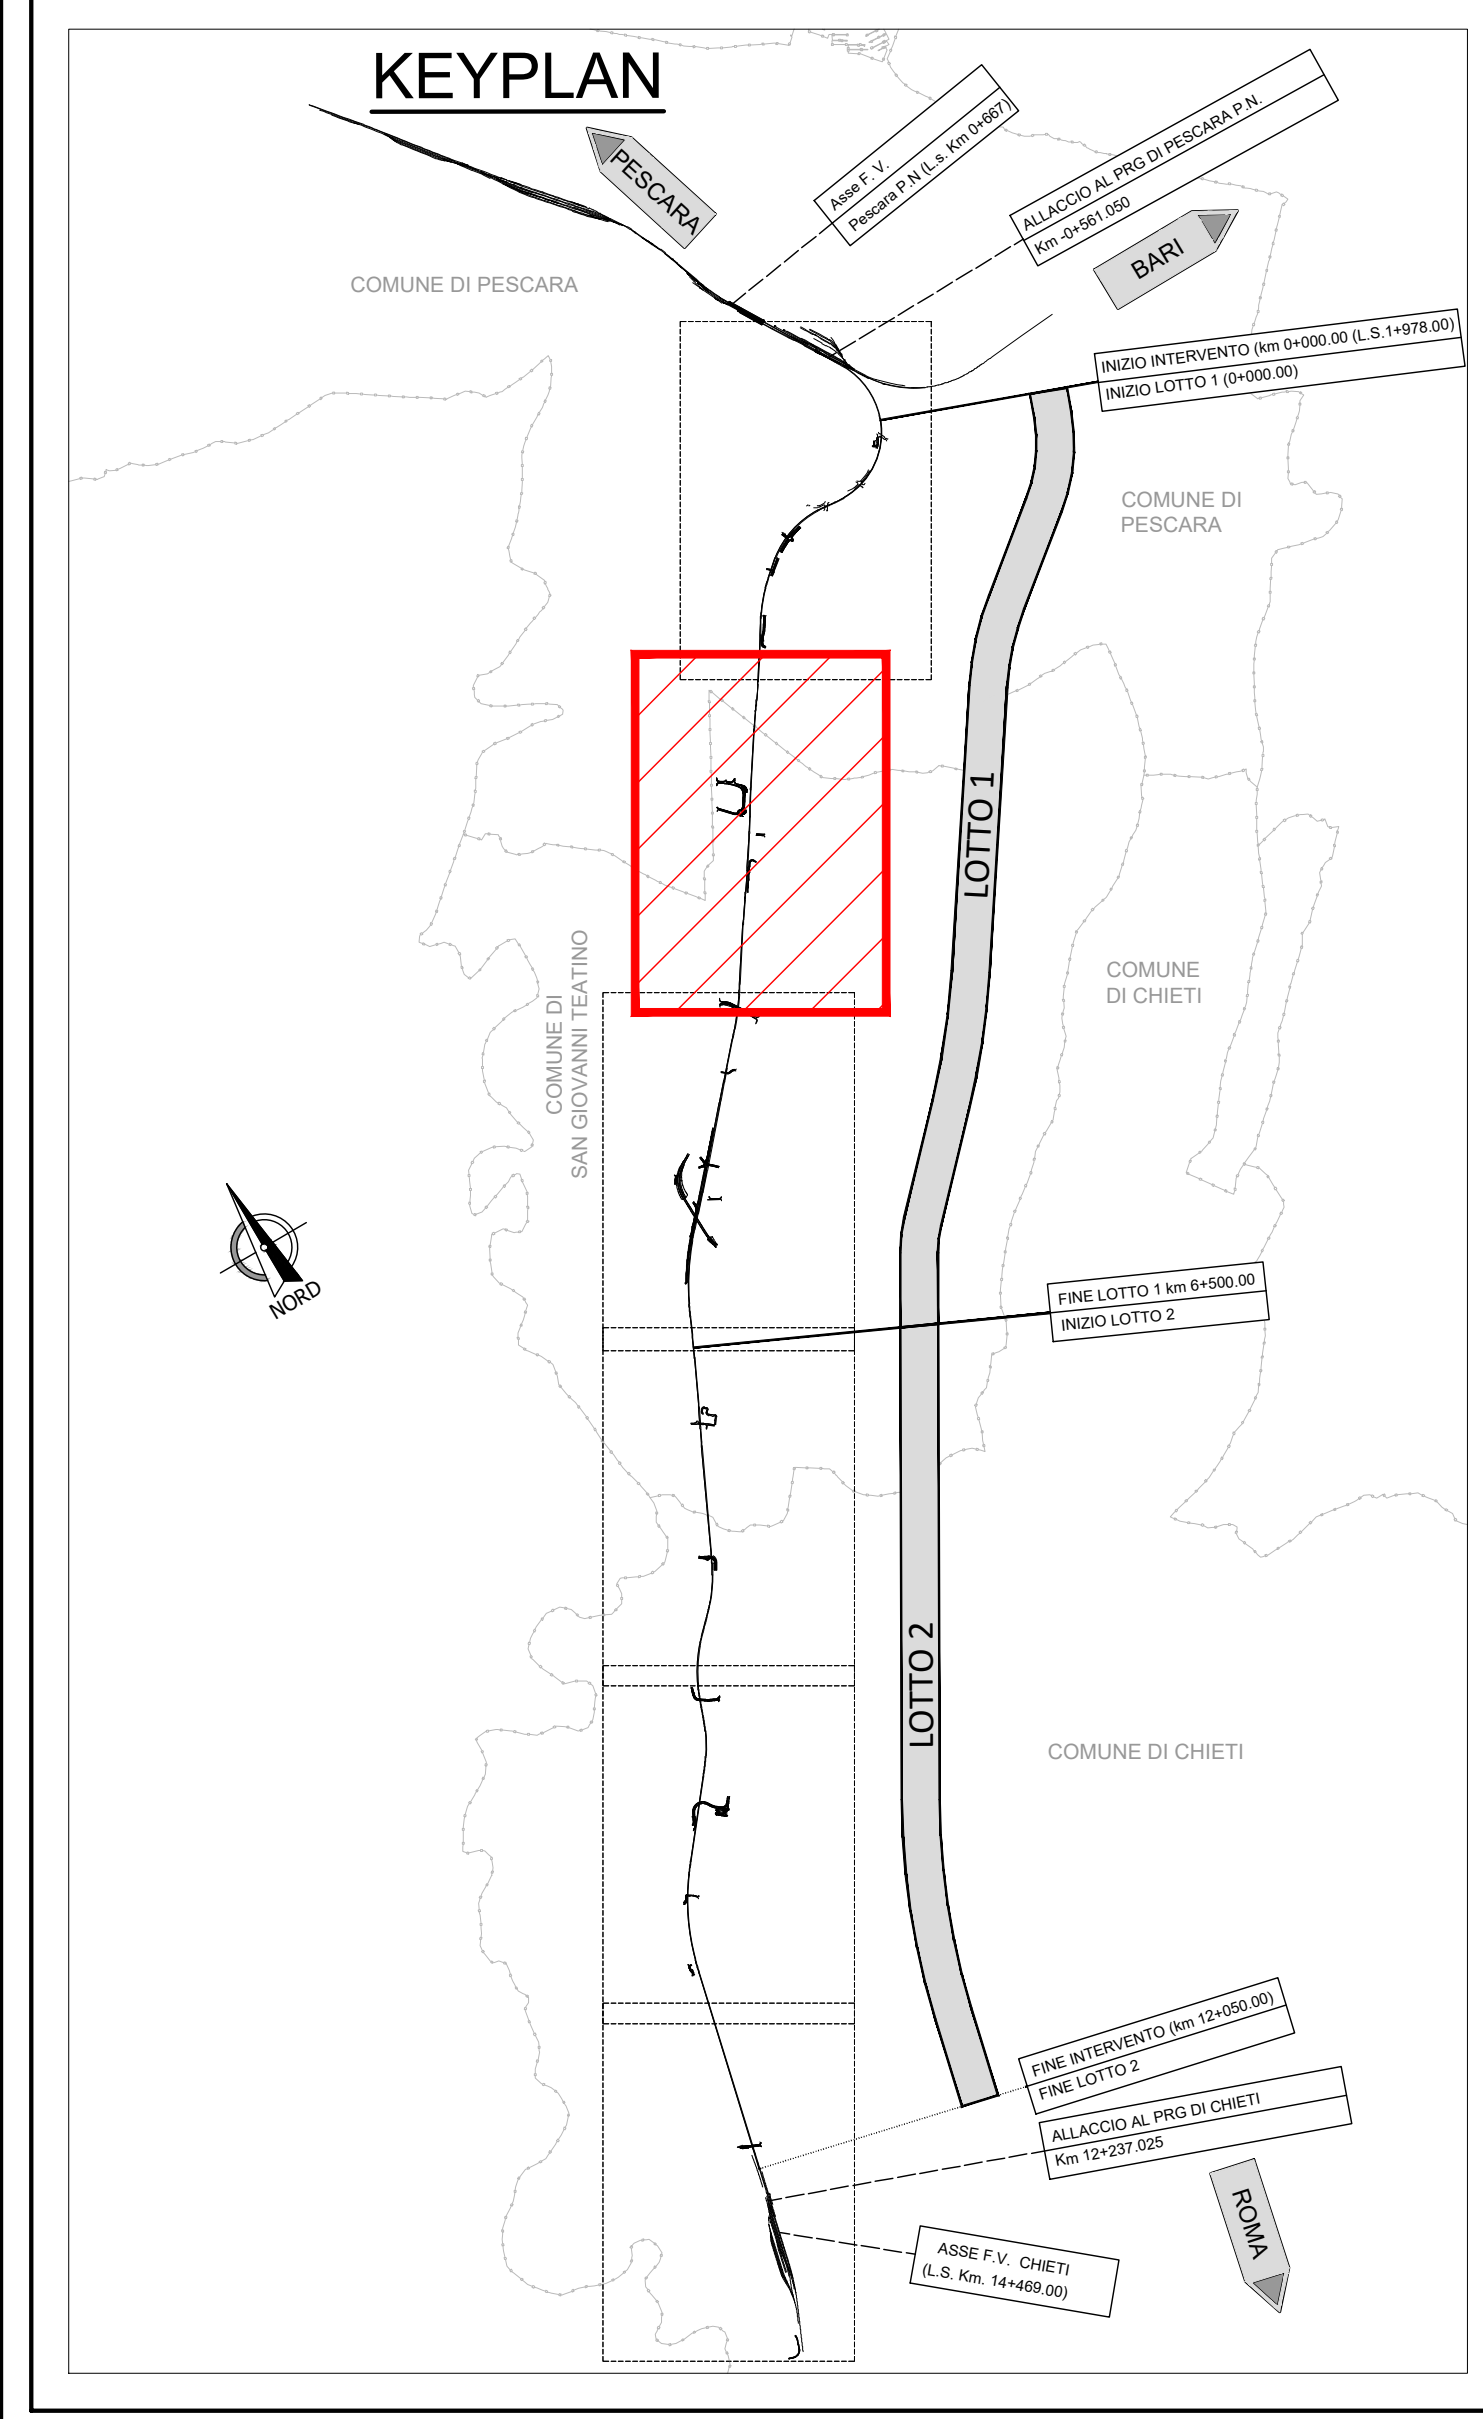 KEYPLAN
PESCARA
Asse F. V.
Pescara P.N (L.s. Km 0+667)
ALLACCIO AL PRG DI PESCARA P.N.
Km -0+561.050
BARI
COMUNE DI PESCARA
INIZIO INTERVENTO (km 0+000.00 (L.S.1+978.00)
INIZIO LOTTO 1 (0+000.00)
COMUNE DI
PESCARA
LOTTO 1
COMUNE DI
SAN GIOVANNI TEATINO
COMUNE
DI CHIETI
NORD
FINE LOTTO 1 km 6+500.00
INIZIO LOTTO 2
LOTTO 2
COMUNE DI CHIETI
FINE INTERVENTO (km 12+050.00)
FINE LOTTO 2
ALLACCIO AL PRG DI CHIETI
Km 12+237.025
ROMA
ASSE F.V. CHIETI
(L.S. Km. 14+469.00)